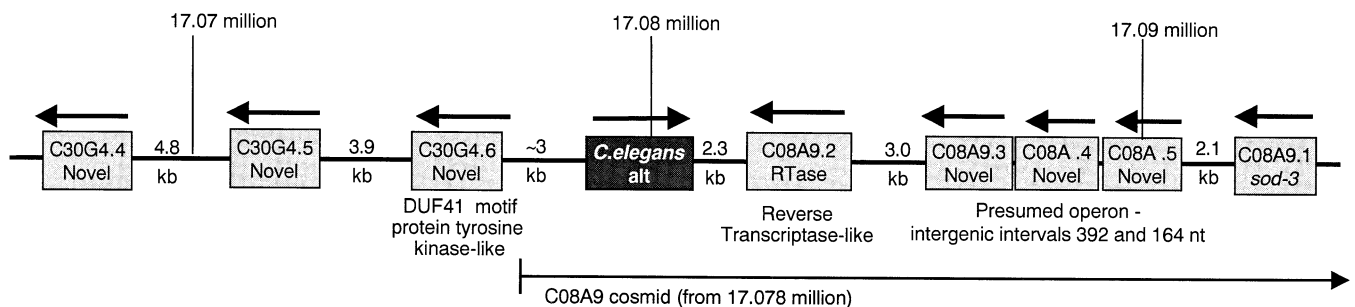 17.07 million
17.08 million
17.09 million
C30G4.4
Novel
4.8
kb
C30G4.5
Novel
3.9
kb
C30G4.6
Novel
~3
kb
C.elegans
alt
2.3
kb
C08A9.2
RTase
3.0
kb
C08A9.3
Novel
C08A .4
Novel
C08A .5
Novel
2.1
kb
C08A9.1
sod-3
DUF41 motif
protein tyrosine
kinase-like
Reverse
Transcriptase-like
Presumed operon -
intergenic intervals 392 and 164 nt
C08A9 cosmid (from 17.078 million)